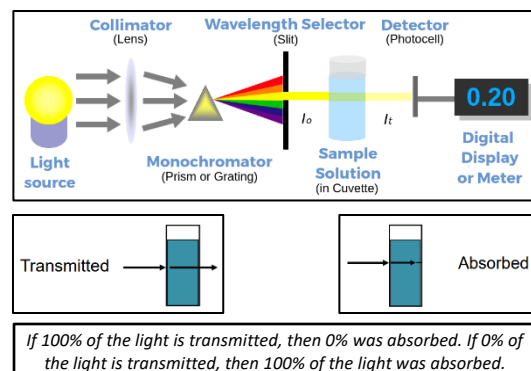 Collimator
(Lens)
Wavelength Selector
(Slit)
Detector
(Photocell)
0.20
Iₒ
Iₜ
Light
source
Monochromator
(Prism or Grating)
Sample
Solution
(in Cuvette)
Digital
Display
or Meter
Transmitted
Absorbed
If 100% of the light is transmitted, then 0% was absorbed. If 0% of
the light is transmitted, then 100% of the light was absorbed.